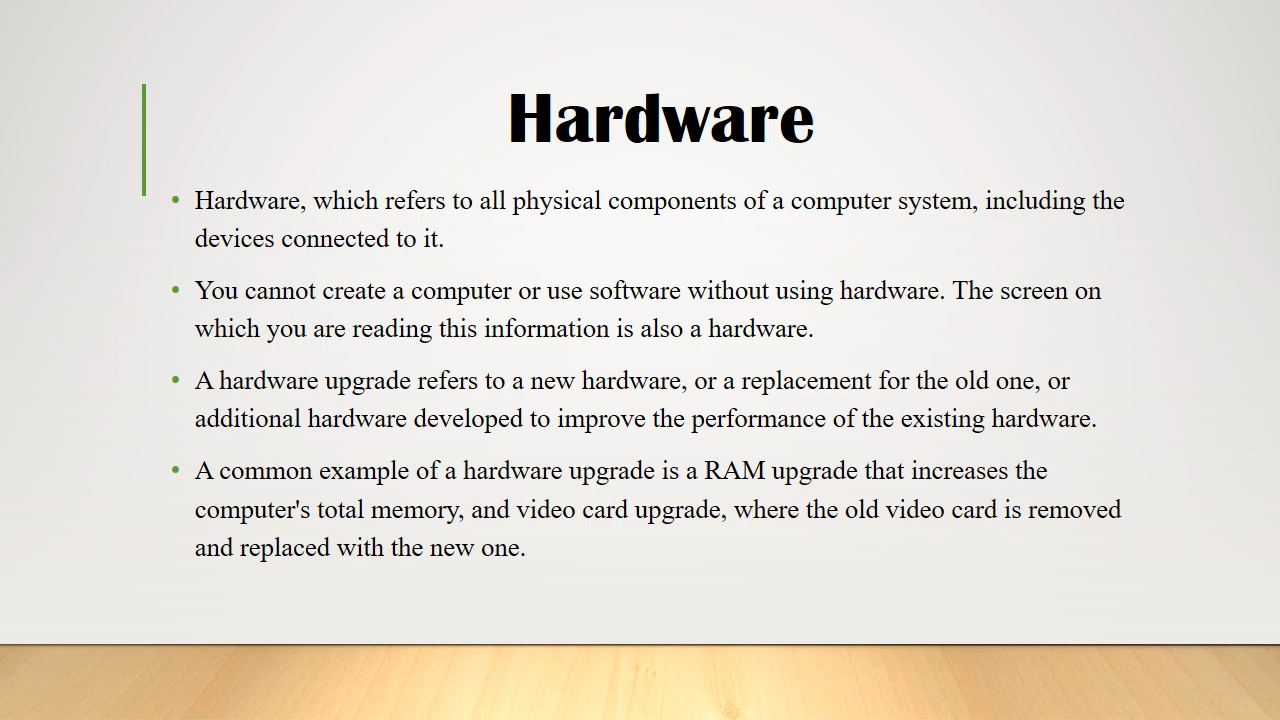 Hardware
• Hardware, which refers to all physical components of a computer system, including the
devices connected to it.
• You cannot create a computer or use software without using hardware. The screen on
which you are reading this information is also a hardware.
• A hardware upgrade refers to a new hardware, or a replacement for the old one, or
additional hardware developed to improve the performance of the existing hardware.
• A common example of a hardware upgrade is a RAM upgrade that increases the
computer's total memory, and video card upgrade, where the old video card is removed
and replaced with the new one.